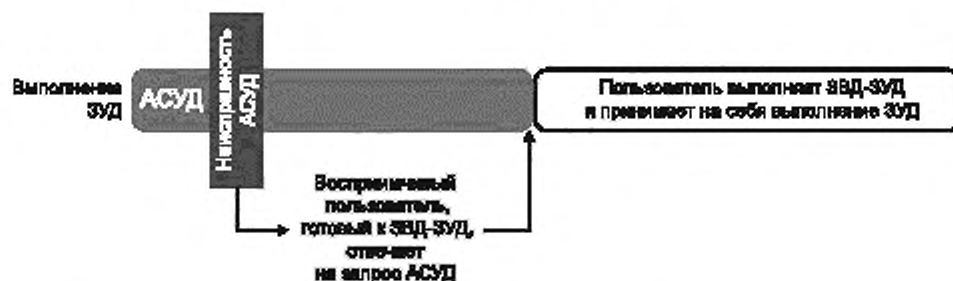 Выполнение
ЗУД
АСУД
Неисправность
АСУД
Пользователь выполняет ЗВД-ЗУД
и принимает на себя выполнение ЗУД
Восприимчивый
пользователь,
готовый к ЗВД-ЗУД,
отвечает
на запрос АСУД